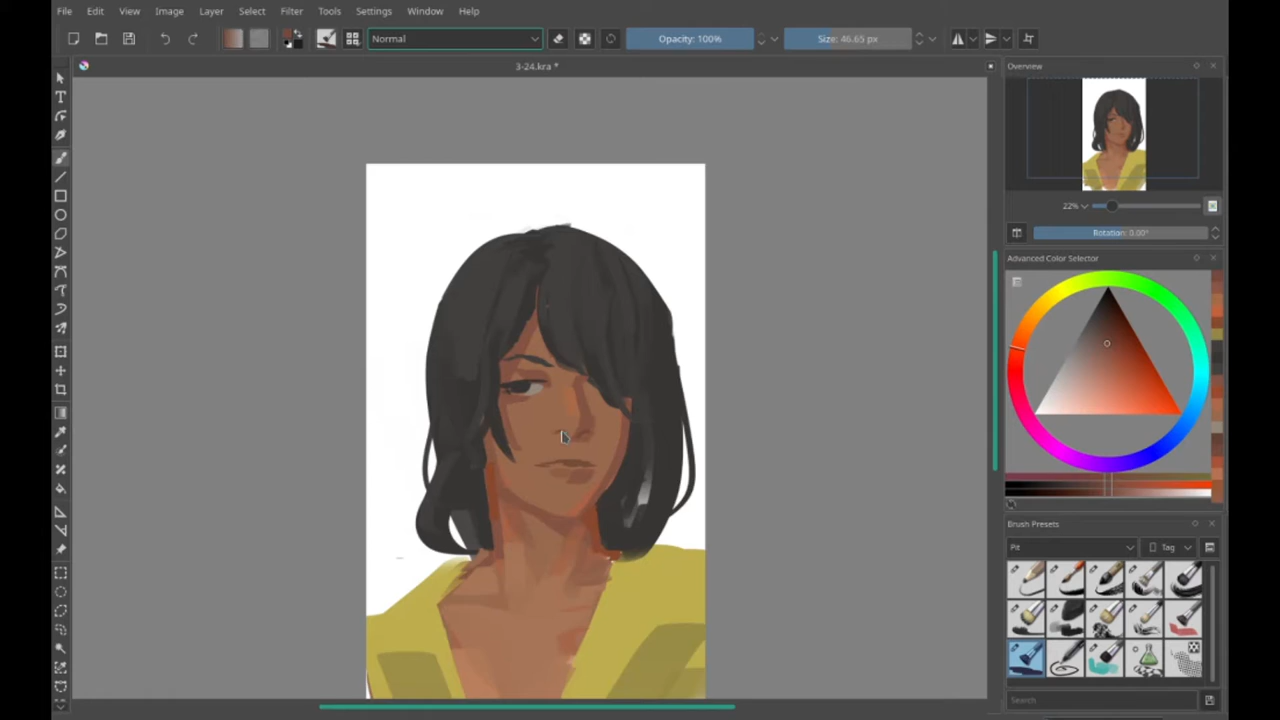 File Edit View Image Layer Select Filter Tools Settings Window Help
Normal Opacity: 100% Size: 46.65 px
3-24.kra *
Overview
22%
Rotation: 0.00°
Advanced Color Selector
Brush Presets
Pit Tag
Search